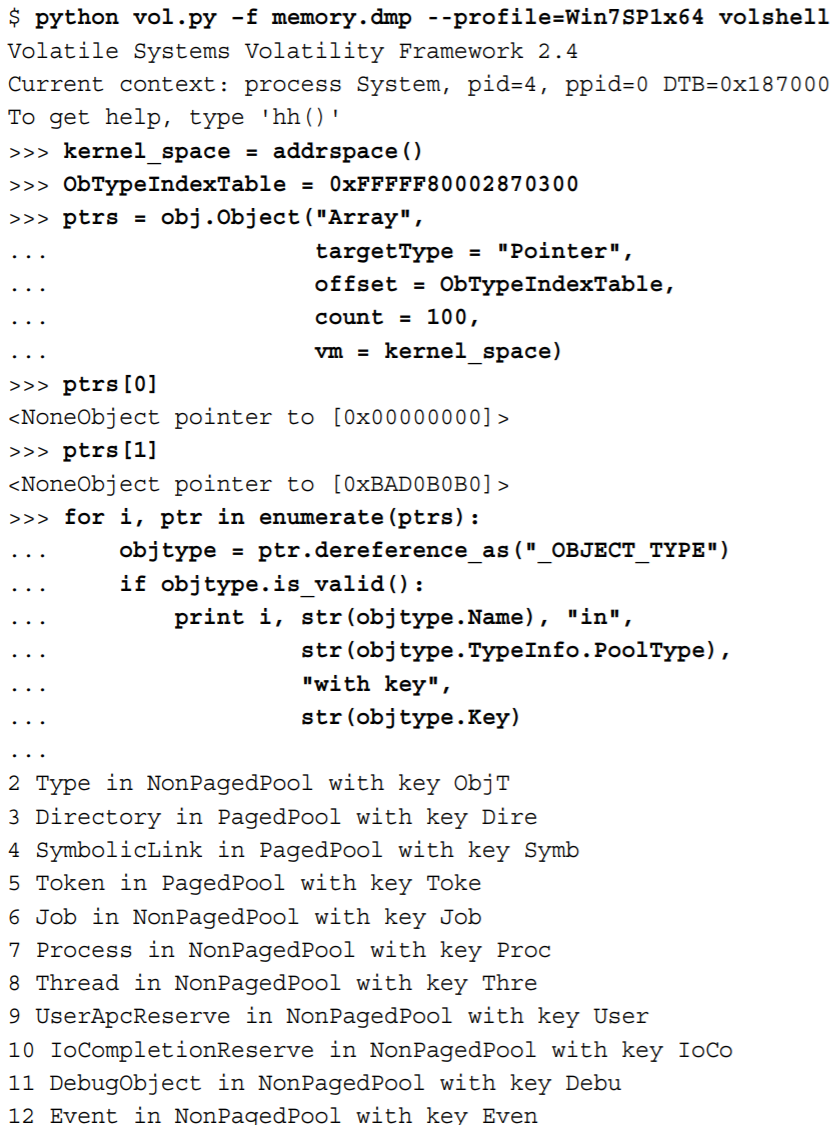 $ python vol.py –f memory.dmp --profile=Win7SP1x64 volshell
Volatile Systems Volatility Framework 2.4
Current context: process System, pid=4, ppid=0 DTB=0x187000
To get help, type 'hh()'
>>> kernel_space = addrspace()
>>> ObTypeIndexTable = 0xFFFFF80002870300
>>> ptrs = obj.Object("Array",
...                  targetType = "Pointer",
...                  offset = ObTypeIndexTable,
...                  count = 100,
...                  vm = kernel_space)
>>> ptrs[0]
<NoneObject pointer to [0x00000000]>
>>> ptrs[1]
<NoneObject pointer to [0xBAD0B0B0]>
>>> for i, ptr in enumerate(ptrs):
...     objtype = ptr.dereference_as("_OBJECT_TYPE")
...     if objtype.is_valid():
...         print i, str(objtype.Name), "in",
...                 str(objtype.TypeInfo.PoolType),
...                 "with key",
...                 str(objtype.Key)
...
2 Type in NonPagedPool with key ObjT
3 Directory in PagedPool with key Dire
4 SymbolicLink in PagedPool with key Symb
5 Token in PagedPool with key Toke
6 Job in NonPagedPool with key Job
7 Process in NonPagedPool with key Proc
8 Thread in NonPagedPool with key Thre
9 UserApcReserve in NonPagedPool with key User
10 IoCompletionReserve in NonPagedPool with key IoCo
11 DebugObject in NonPagedPool with key Debu
12 Event in NonPagedPool with key Even